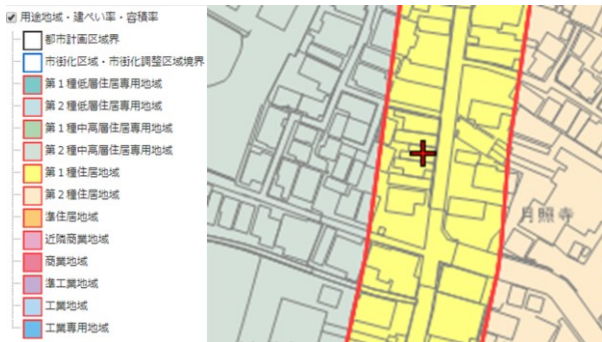 用途地域・建ぺい率・容積率
都市計画区域界
市街化区域・市街化調整区域境界
第１種低層住居専用地域
第２種低層住居専用地域
第１種中高層住居専用地域
第２種中高層住居専用地域
第１種住居地域
第２種住居地域
準住居地域
近隣商業地域
商業地域
準工業地域
工業地域
工業専用地域
月照寺